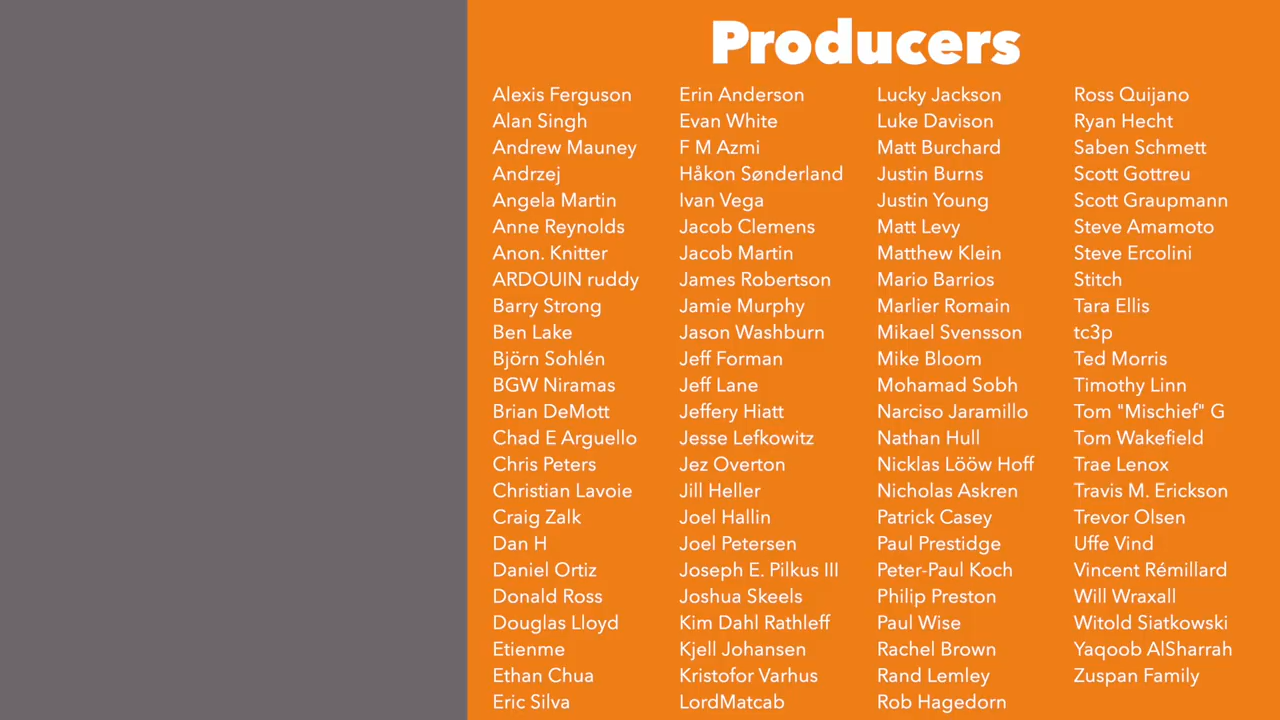 Producers
Alexis Ferguson
Alan Singh
Andrew Mauney
Andrzej
Angela Martin
Anne Reynolds
Anon. Knitter
ARDOUIN ruddy
Barry Strong
Ben Lake
Björn Sohlén
BGW Niramas
Brian DeMott
Chad E Arguello
Chris Peters
Christian Lavoie
Craig Zalk
Dan H
Daniel Ortiz
Donald Ross
Douglas Lloyd
Etienme
Ethan Chua
Eric Silva
Erin Anderson
Evan White
F M Azmi
Håkon Sønderland
Ivan Vega
Jacob Clemens
Jacob Martin
James Robertson
Jamie Murphy
Jason Washburn
Jeff Forman
Jeff Lane
Jeffery Hiatt
Jesse Lefkowitz
Jez Overton
Jill Heller
Joel Hallin
Joel Petersen
Joseph E. Pilkus III
Joshua Skeels
Kim Dahl Rathleff
Kjell Johansen
Kristofor Varhus
LordMatcab
Lucky Jackson
Luke Davison
Matt Burchard
Justin Burns
Justin Young
Matt Levy
Matthew Klein
Mario Barrios
Marlier Romain
Mikael Svensson
Mike Bloom
Mohamad Sobh
Narciso Jaramillo
Nathan Hull
Nicklas Lööw Hoff
Nicholas Askren
Patrick Casey
Paul Prestidge
Peter-Paul Koch
Philip Preston
Paul Wise
Rachel Brown
Rand Lemley
Rob Hagedorn
Ross Quijano
Ryan Hecht
Saben Schmett
Scott Gottreu
Scott Graupmann
Steve Amamoto
Steve Ercolini
Stitch
Tara Ellis
tc3p
Ted Morris
Timothy Linn
Tom "Mischief" G
Tom Wakefield
Trae Lenox
Travis M. Erickson
Trevor Olsen
Uffe Vind
Vincent Rémillard
Will Wraxall
Witold Siatkowski
Yaqoob AlSharrah
Zuspan Family